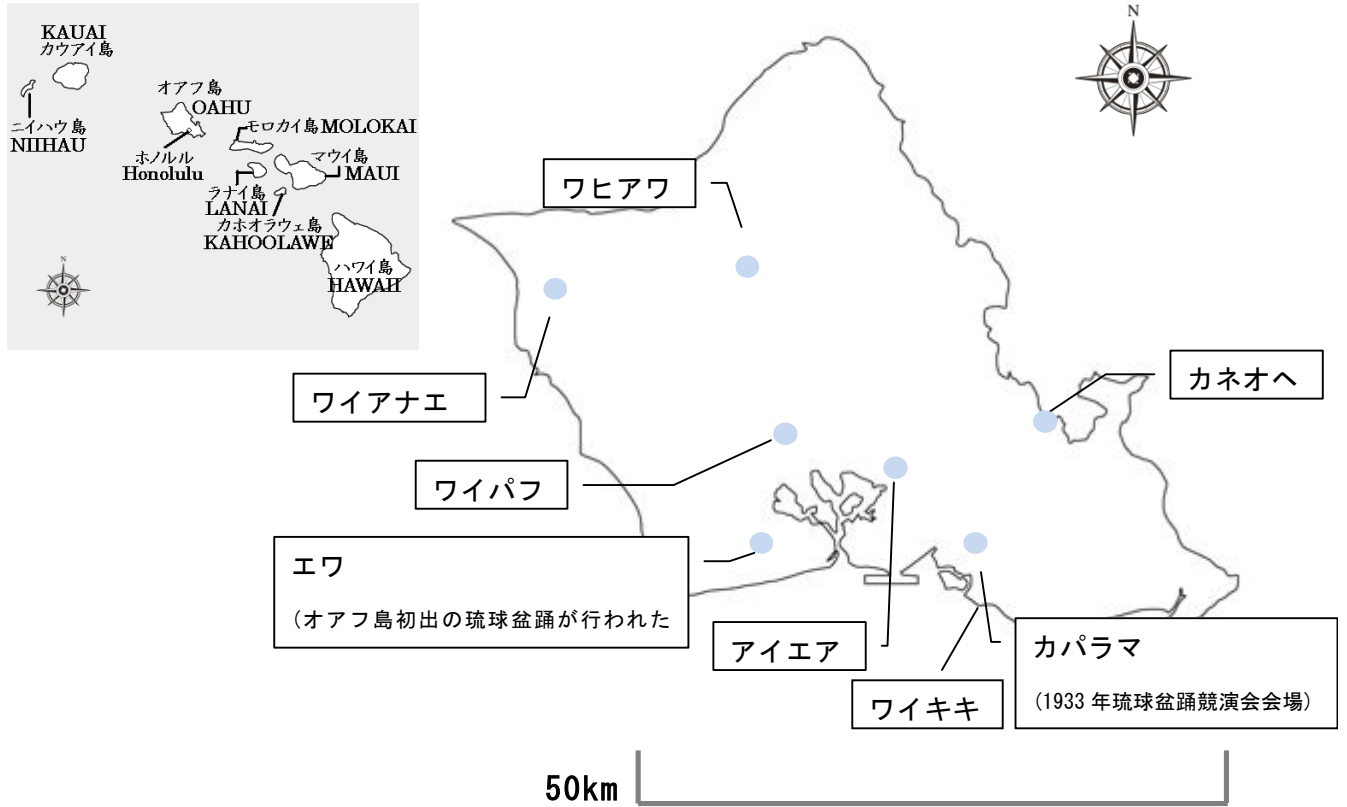 KAUAI
カウアイ島
オアフ島
OAHU
モロカイ島 MOLOKAI
ニイハウ島
NIIHAU
ホノルル
Honolulu
マウイ島
MAUI
ラナイ島
LANAI
カホオラウェ島
KAHOOLAWE
ハワイ島
HAWAII
N
N
ワヒアワ
ワイアナエ
カネオヘ
ワイパフ
エワ
(オアフ島初出の琉球盆踊が行われた
アイエア
ワイキキ
カパラマ
(1933 年琉球盆踊競演会会場)
50km